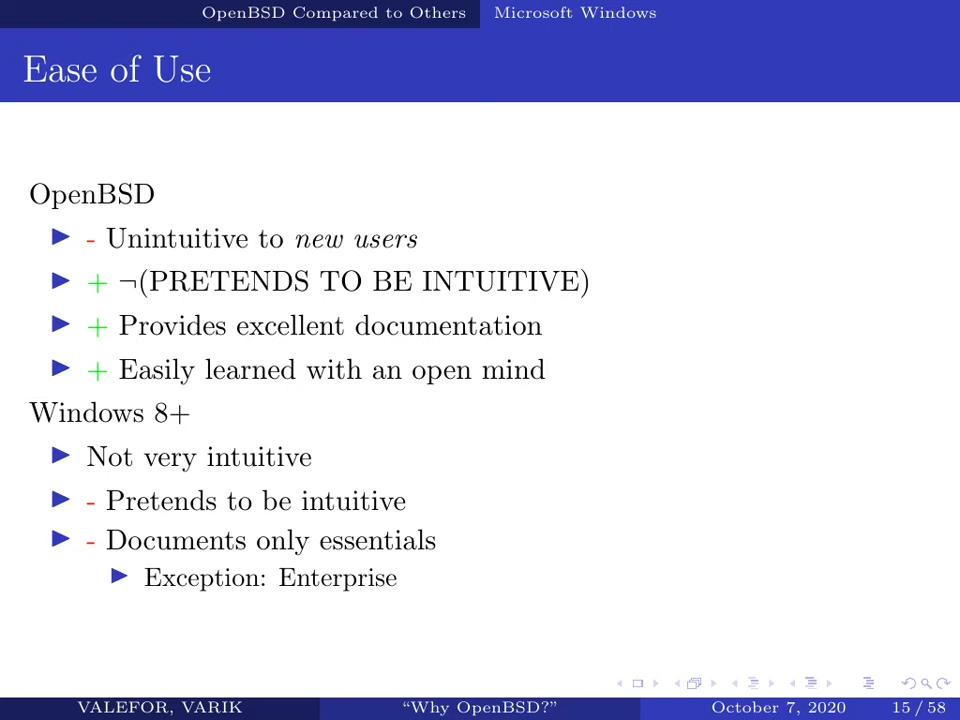 OpenBSD Compared to Others Microsoft Windows
Ease of Use
OpenBSD
- Unintuitive to new users
+ ¬(PRETENDS TO BE INTUITIVE)
+ Provides excellent documentation
+ Easily learned with an open mind
Windows 8+
Not very intuitive
- Pretends to be intuitive
- Documents only essentials
Exception: Enterprise
VALEFOR, VARIK “Why OpenBSD?” October 7, 2020 15 / 58